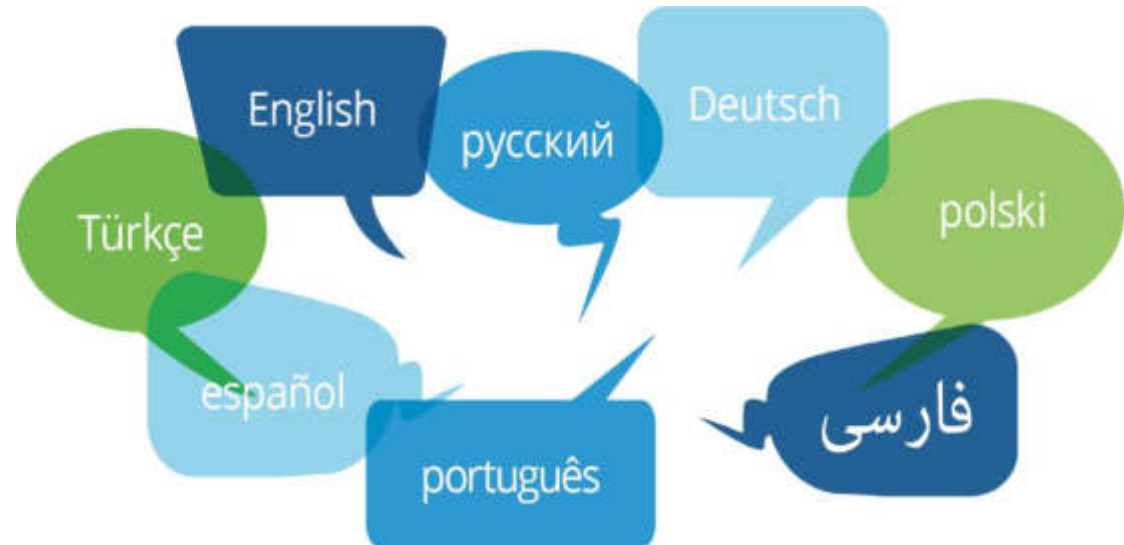 English
русский
Deutsch
Türkçe
polski
español
português
فارسی